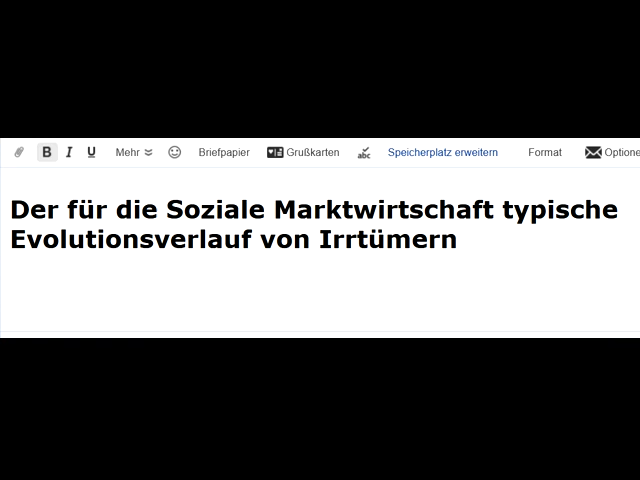 B I U Mehr Briefpapier Grußkarten abc Speicherplatz erweitern Format Optione
Der für die Soziale Marktwirtschaft typische
Evolutionsverlauf von Irrtümern